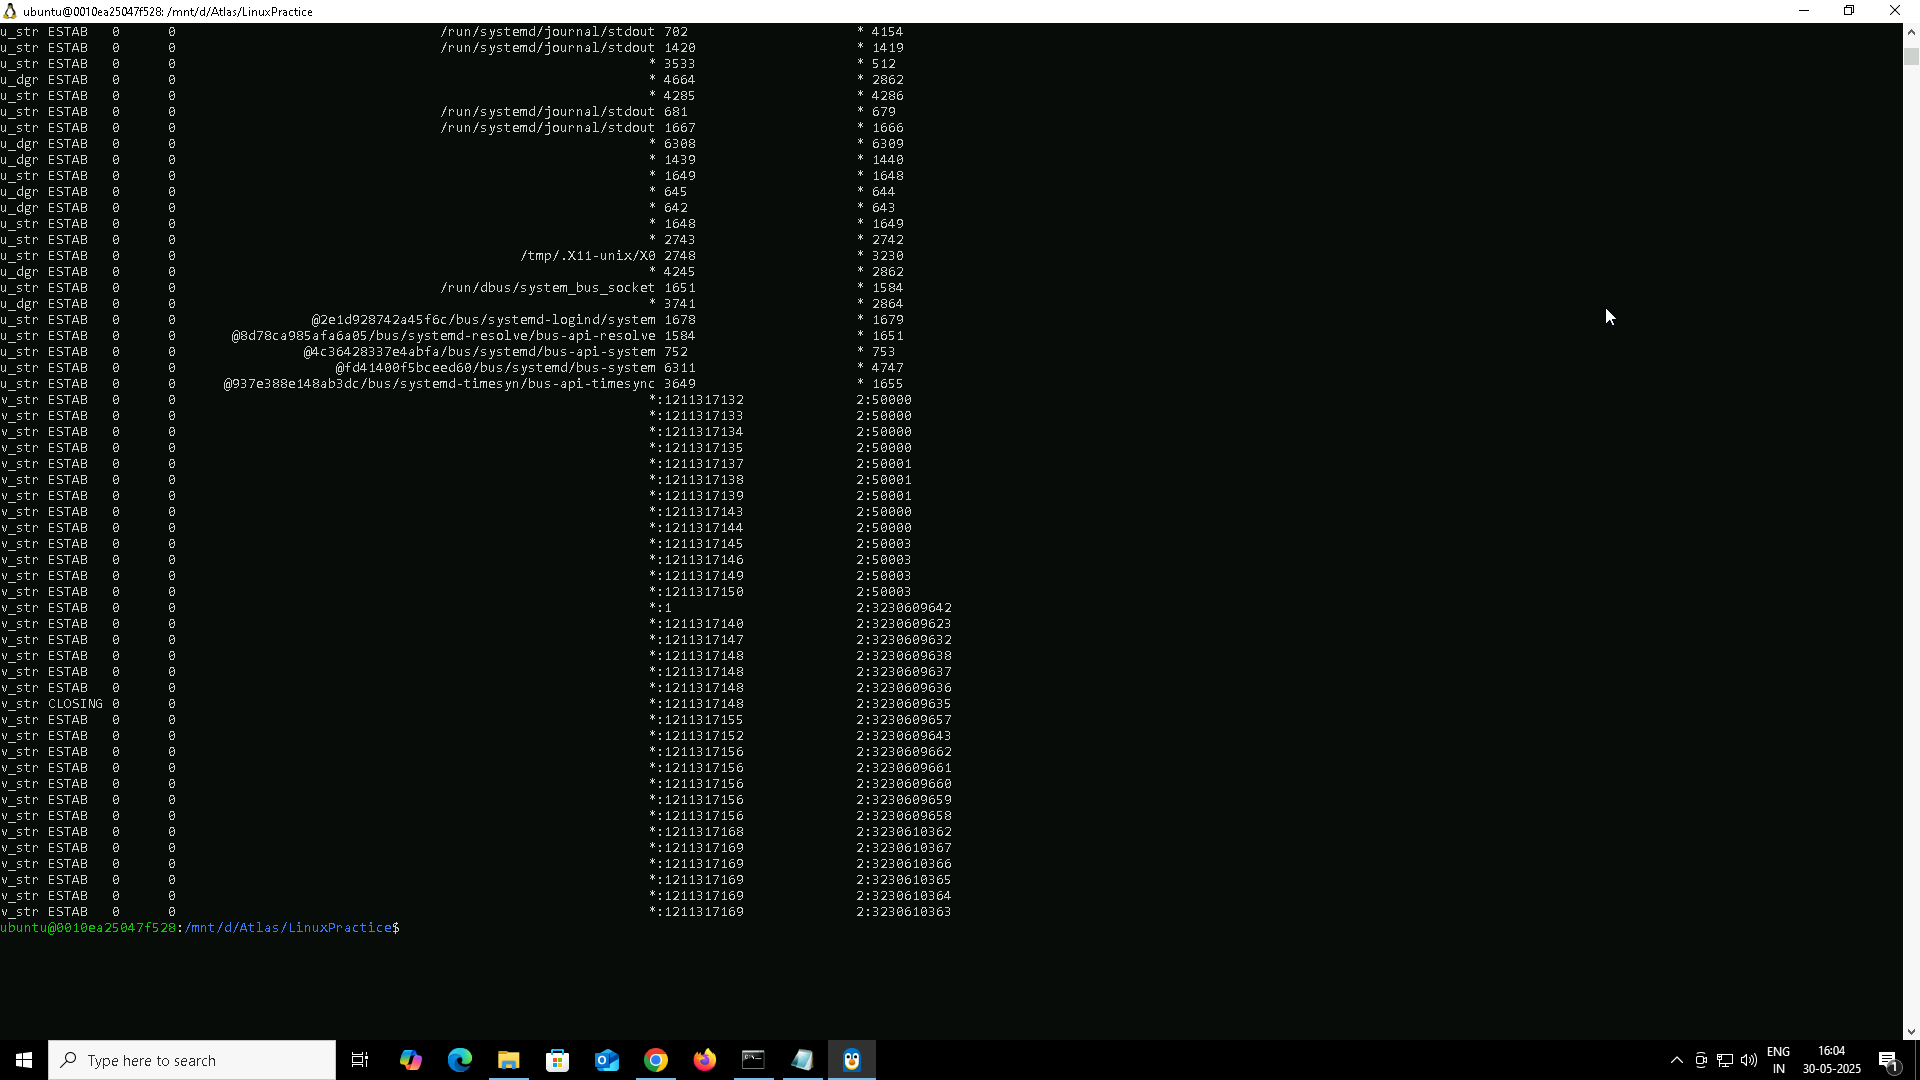 ubuntu@0010ea25047f528: /mnt/d/Atlas/LinuxPractice
u_str ESTAB 0 0 /run/systemd/journal/stdout 702 * 4154
u_str ESTAB 0 0 /run/systemd/journal/stdout 1420 * 1419
u_str ESTAB 0 0 * 3533 * 512
u_dgr ESTAB 0 0 * 4664 * 2862
u_str ESTAB 0 0 * 4285 * 4286
u_str ESTAB 0 0 /run/systemd/journal/stdout 681 * 679
u_str ESTAB 0 0 /run/systemd/journal/stdout 1667 * 1666
u_dgr ESTAB 0 0 * 6308 * 6309
u_dgr ESTAB 0 0 * 1439 * 1440
u_str ESTAB 0 0 * 1649 * 1648
u_dgr ESTAB 0 0 * 645 * 644
u_dgr ESTAB 0 0 * 642 * 643
u_str ESTAB 0 0 * 1648 * 1649
u_str ESTAB 0 0 * 2743 * 2742
u_str ESTAB 0 0 /tmp/.X11-unix/X0 2748 * 3230
u_dgr ESTAB 0 0 * 4245 * 2862
u_str ESTAB 0 0 /run/dbus/system_bus_socket 1651 * 1584
u_dgr ESTAB 0 0 * 3741 * 2864
u_str ESTAB 0 0 @2e1d928742a45f6c/bus/systemd-logind/system 1678 * 1679
u_str ESTAB 0 0 @8d78ca985afa6a05/bus/systemd-resolve/bus-api-resolve 1584 * 1651
u_str ESTAB 0 0 @4c36428337e4abfa/bus/systemd/bus-api-system 752 * 753
u_str ESTAB 0 0 @fd41400f5bceed60/bus/systemd/bus-system 6311 * 4747
u_str ESTAB 0 0 @937e388e148ab3dc/bus/systemd-timesyn/bus-api-timesync 3649 * 1655
v_str ESTAB 0 0 *:1211317132 2:50000
v_str ESTAB 0 0 *:1211317133 2:50000
v_str ESTAB 0 0 *:1211317134 2:50000
v_str ESTAB 0 0 *:1211317135 2:50000
v_str ESTAB 0 0 *:1211317137 2:50001
v_str ESTAB 0 0 *:1211317138 2:50001
v_str ESTAB 0 0 *:1211317139 2:50001
v_str ESTAB 0 0 *:1211317143 2:50000
v_str ESTAB 0 0 *:1211317144 2:50000
v_str ESTAB 0 0 *:1211317145 2:50003
v_str ESTAB 0 0 *:1211317146 2:50003
v_str ESTAB 0 0 *:1211317149 2:50003
v_str ESTAB 0 0 *:1211317150 2:50003
v_str ESTAB 0 0 *:1 2:3230609642
v_str ESTAB 0 0 *:1211317140 2:3230609623
v_str ESTAB 0 0 *:1211317147 2:3230609632
v_str ESTAB 0 0 *:1211317148 2:3230609638
v_str ESTAB 0 0 *:1211317148 2:3230609637
v_str ESTAB 0 0 *:1211317148 2:3230609636
v_str CLOSING 0 0 *:1211317148 2:3230609635
v_str ESTAB 0 0 *:1211317155 2:3230609657
v_str ESTAB 0 0 *:1211317152 2:3230609643
v_str ESTAB 0 0 *:1211317156 2:3230609662
v_str ESTAB 0 0 *:1211317156 2:3230609661
v_str ESTAB 0 0 *:1211317156 2:3230609660
v_str ESTAB 0 0 *:1211317156 2:3230609659
v_str ESTAB 0 0 *:1211317156 2:3230609658
v_str ESTAB 0 0 *:1211317168 2:3230610362
v_str ESTAB 0 0 *:1211317169 2:3230610367
v_str ESTAB 0 0 *:1211317169 2:3230610366
v_str ESTAB 0 0 *:1211317169 2:3230610365
v_str ESTAB 0 0 *:1211317169 2:3230610364
v_str ESTAB 0 0 *:1211317169 2:3230610363
ubuntu@0010ea25047f528:/mnt/d/Atlas/LinuxPractice$
Type here to search
ENG
IN
16:04
30-05-2025
1